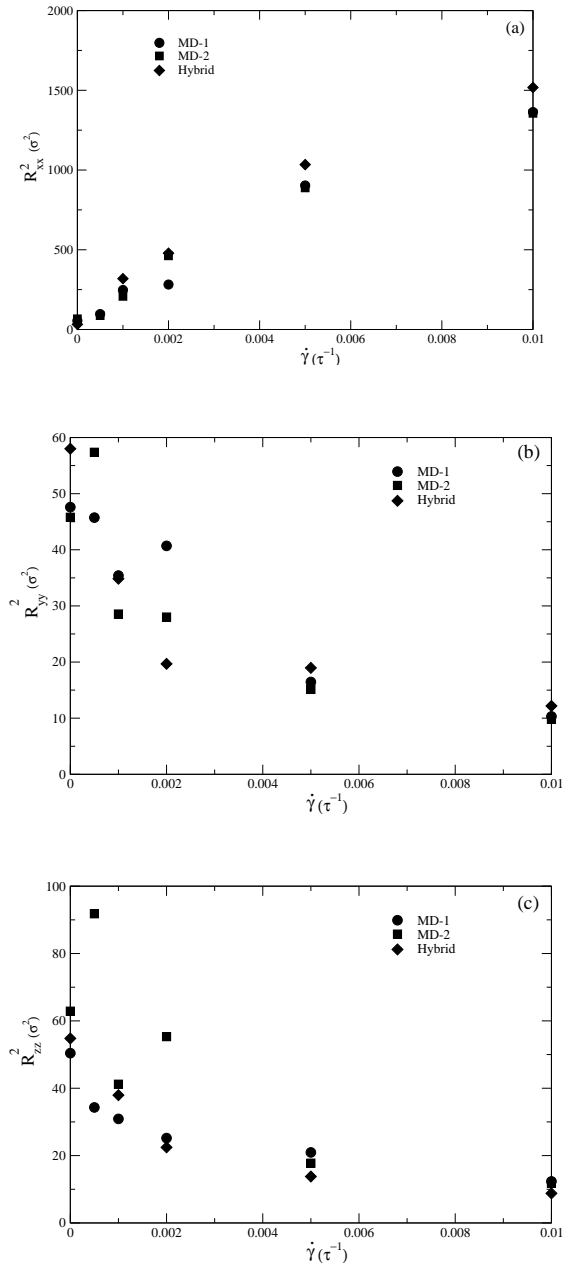 2000
(a)
MD-1
MD-2
Hybrid
1500
R²xx (σ²)
1000
500
0
0 0.002 0.004 0.006 0.008 0.01
γ̇ (τ⁻¹)
60
(b)
MD-1
50
MD-2
Hybrid
40
R²yy (σ²)
30
20
10
0
0 0.002 0.004 0.006 0.008 0.01
γ̇ (τ⁻¹)
100
(c)
MD-1
MD-2
80
Hybrid
60
R²zz (σ²)
40
20
0
0 0.002 0.004 0.006 0.008 0.01
γ̇ (τ⁻¹)